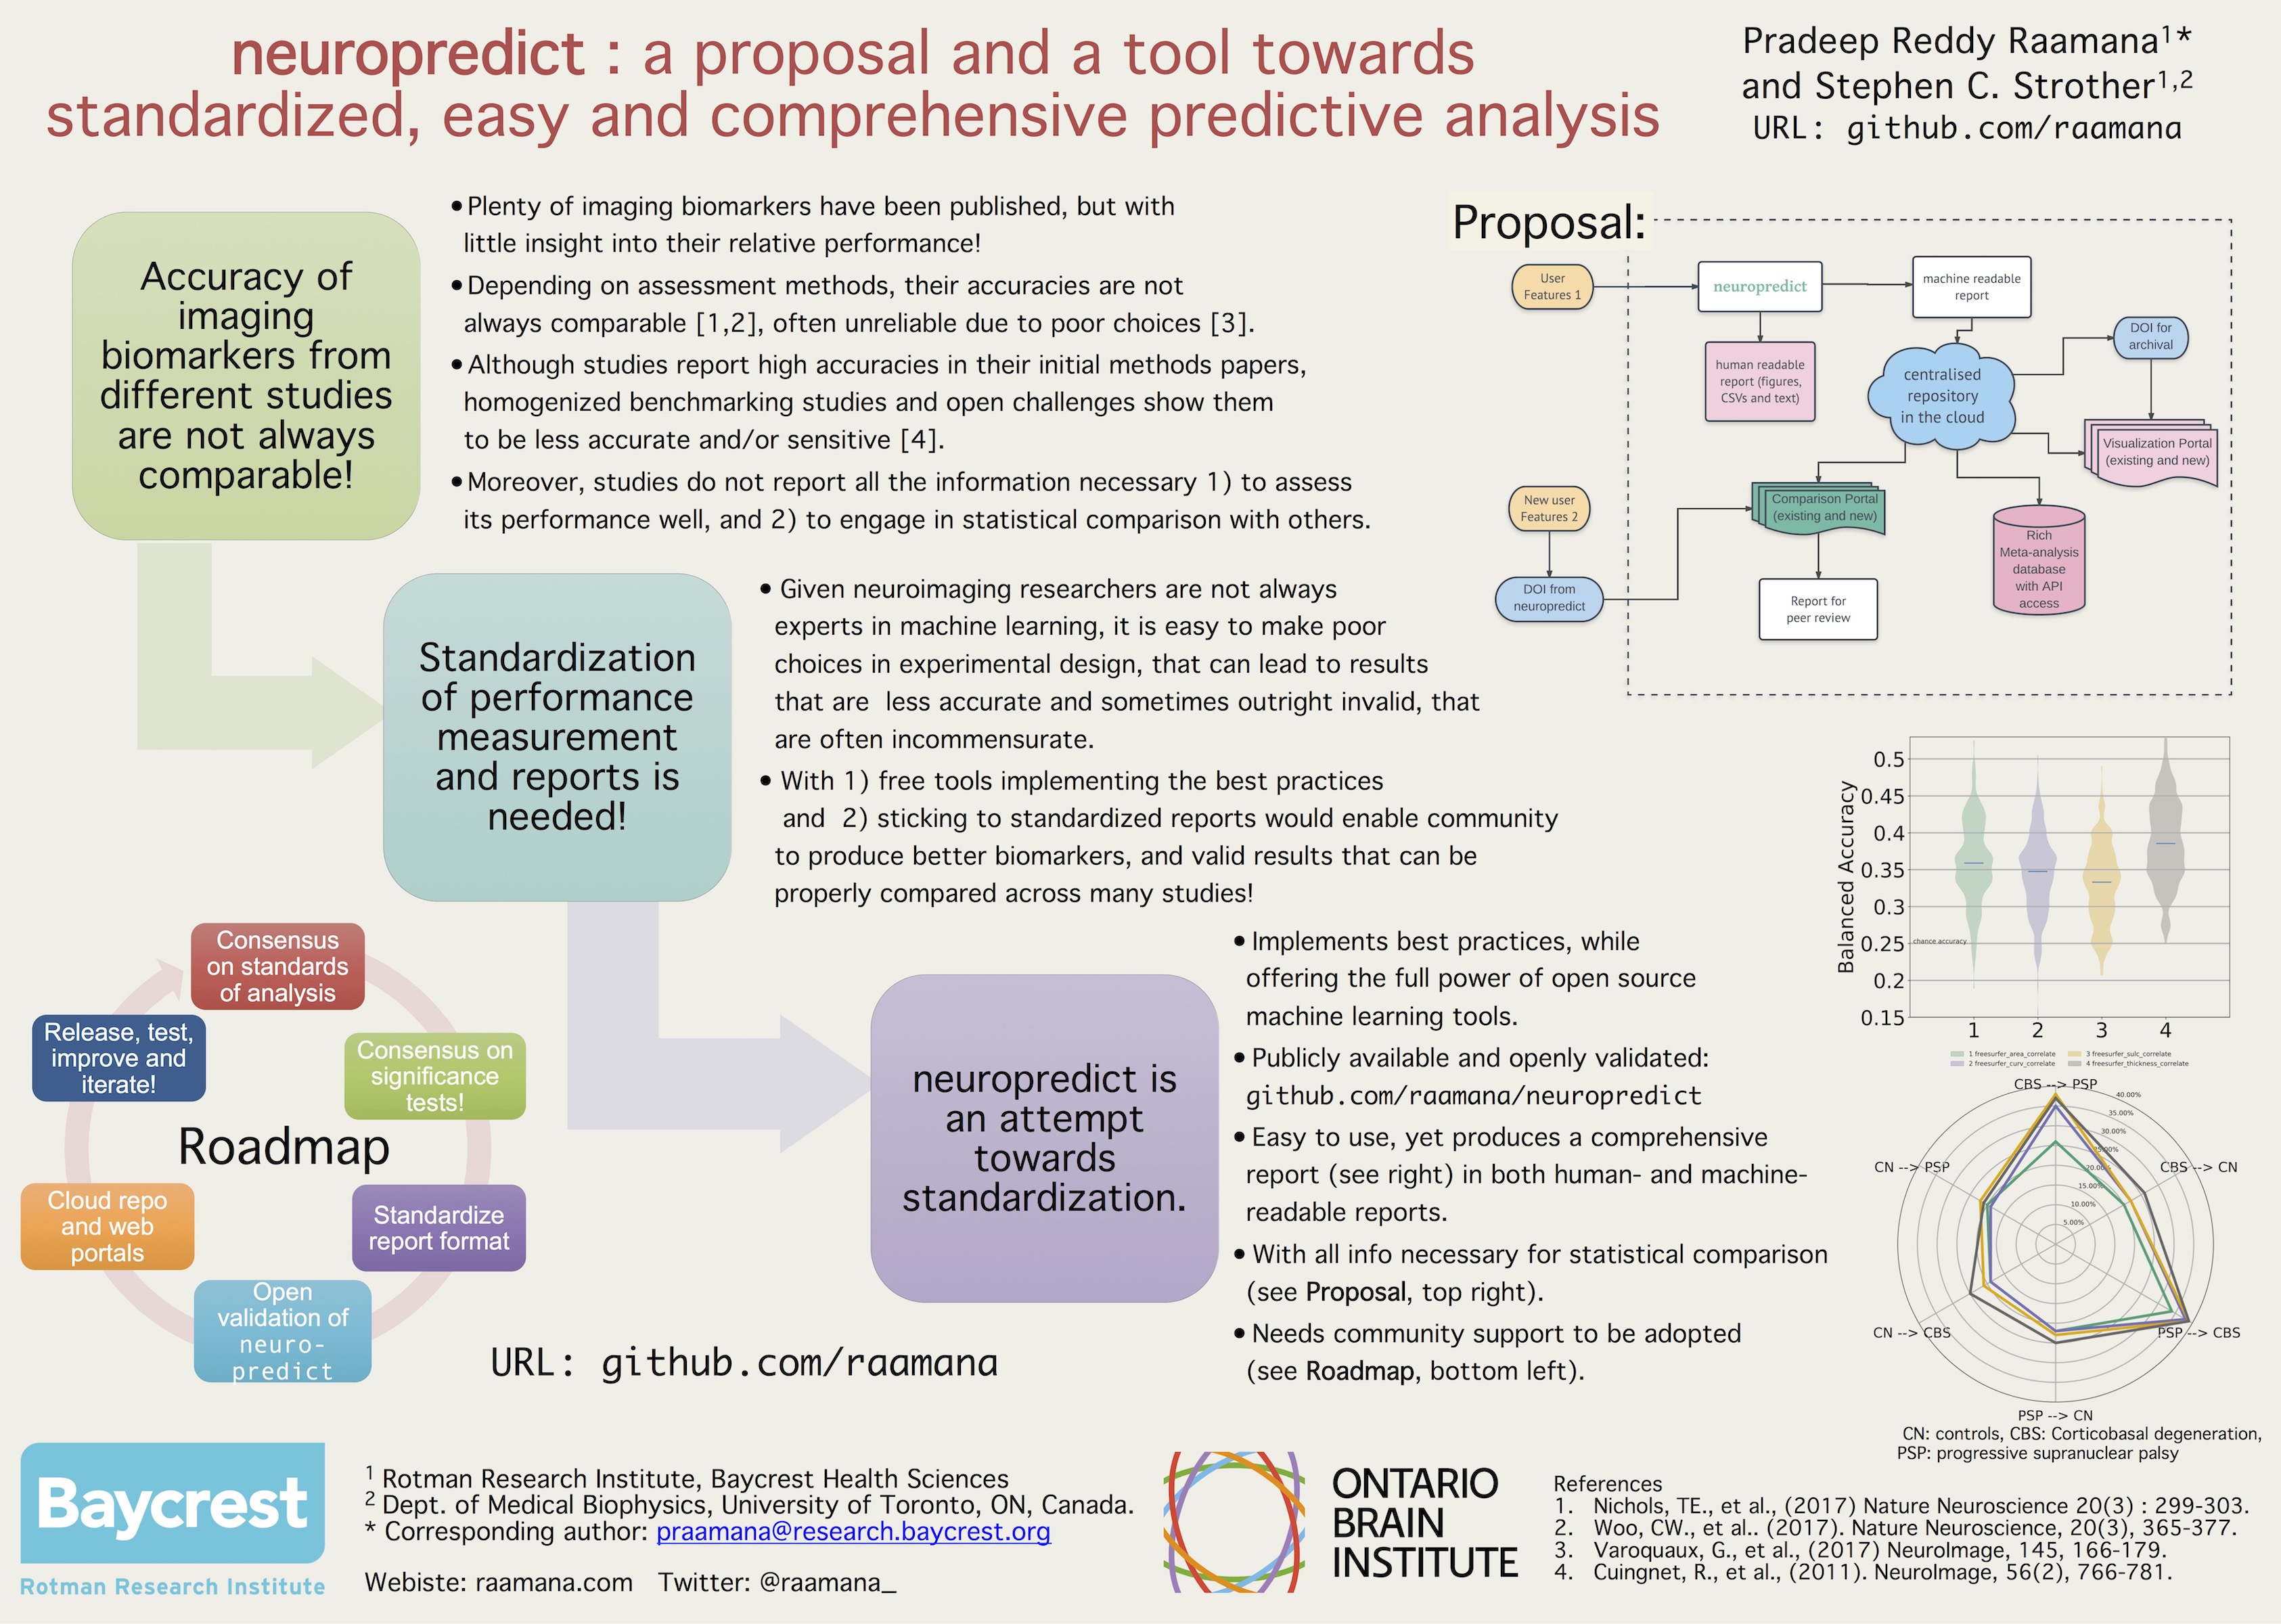 neuropredict : a proposal and a tool towards
standardized, easy and comprehensive predictive analysis
Pradeep Reddy Raamana1*
and Stephen C. Strother1,2
URL: github.com/raamana
Accuracy of
imaging
biomarkers from
different studies
are not always
comparable!
•Plenty of imaging biomarkers have been published, but with
little insight into their relative performance!
•Depending on assessment methods, their accuracies are not
always comparable [1,2], often unreliable due to poor choices [3].
•Although studies report high accuracies in their initial methods papers,
homogenized benchmarking studies and open challenges show them
to be less accurate and/or sensitive [4].
•Moreover, studies do not report all the information necessary 1) to assess
its performance well, and 2) to engage in statistical comparison with others.
Proposal:
User
Features 1
neuropredict
machine readable
report
human readable
report (figures,
CSVs and text)
centralised
repository
in the cloud
DOI for
archival
Visualization Portal
(existing and new)
New user
Features 2
Comparison Portal
(existing and new)
DOI from
neuropredict
Report for
peer review
Rich
Meta-analysis
database
with API
access
Standardization
of performance
measurement
and reports is
needed!
• Given neuroimaging researchers are not always
experts in machine learning, it is easy to make poor
choices in experimental design, that can lead to results
that are  less accurate and sometimes outright invalid, that
are often incommensurate.
• With 1) free tools implementing the best practices
and  2) sticking to standardized reports would enable community
to produce better biomarkers, and valid results that can be
properly compared across many studies!
Balanced Accuracy
0.5
0.45
0.4
0.35
0.3
0.25
0.2
0.15
chance accuracy
1 2 3 4
1 freesurfer_area_correlate
2 freesurfer_curv_correlate
3 freesurfer_sulc_correlate
4 freesurfer_thickness_correlate
neuropredict is
an attempt
towards
standardization.
•Implements best practices, while
offering the full power of open source
machine learning tools.
•Publicly available and openly validated:
github.com/raamana/neuropredict
•Easy to use, yet produces a comprehensive
report (see right) in both human- and machine-
readable reports.
•With all info necessary for statistical comparison
(see Proposal, top right).
•Needs community support to be adopted
(see Roadmap, bottom left).
CBS --> PSP
40.00%
35.00%
30.00%
25.00%
20.00%
15.00%
10.00%
5.00%
CN --> PSP
CBS --> CN
CN --> CBS
PSP --> CBS
PSP --> CN
CN: controls, CBS: Corticobasal degeneration,
PSP: progressive supranuclear palsy
Roadmap
Consensus
on standards
of analysis
Consensus on
significance
tests!
Standardize
report format
Open
validation of
neuro-
predict
Cloud repo
and web
portals
Release, test,
improve and
iterate!
URL: github.com/raamana
Baycrest
Rotman Research Institute
1 Rotman Research Institute, Baycrest Health Sciences
2 Dept. of Medical Biophysics, University of Toronto, ON, Canada.
* Corresponding author: praamana@research.baycrest.org
Webiste: raamana.com   Twitter: @raamana_
ONTARIO
BRAIN
INSTITUTE
References
1. Nichols, TE., et al., (2017) Nature Neuroscience 20(3) : 299-303.
2. Woo, CW., et al.. (2017). Nature Neuroscience, 20(3), 365-377.
3. Varoquaux, G., et al., (2017) NeuroImage, 145, 166-179.
4. Cuingnet, R., et al., (2011). NeuroImage, 56(2), 766-781.